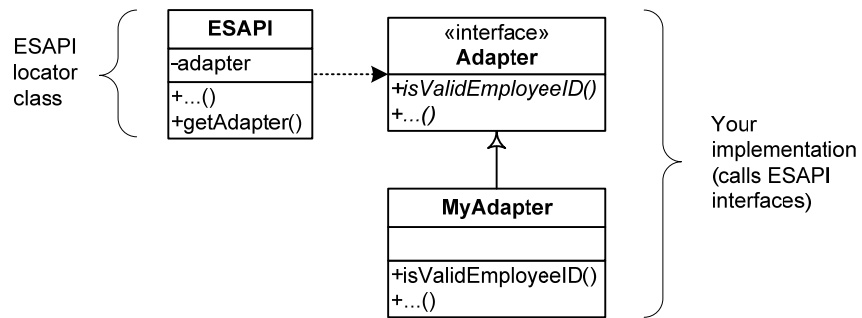 ESAPI
locator
class
ESAPI
-adapter
+...()
+getAdapter()
«interface»
Adapter
+isValidEmployeeID()
+...()
MyAdapter
+isValidEmployeeID()
+...()
Your
implementation
(calls ESAPI
interfaces)